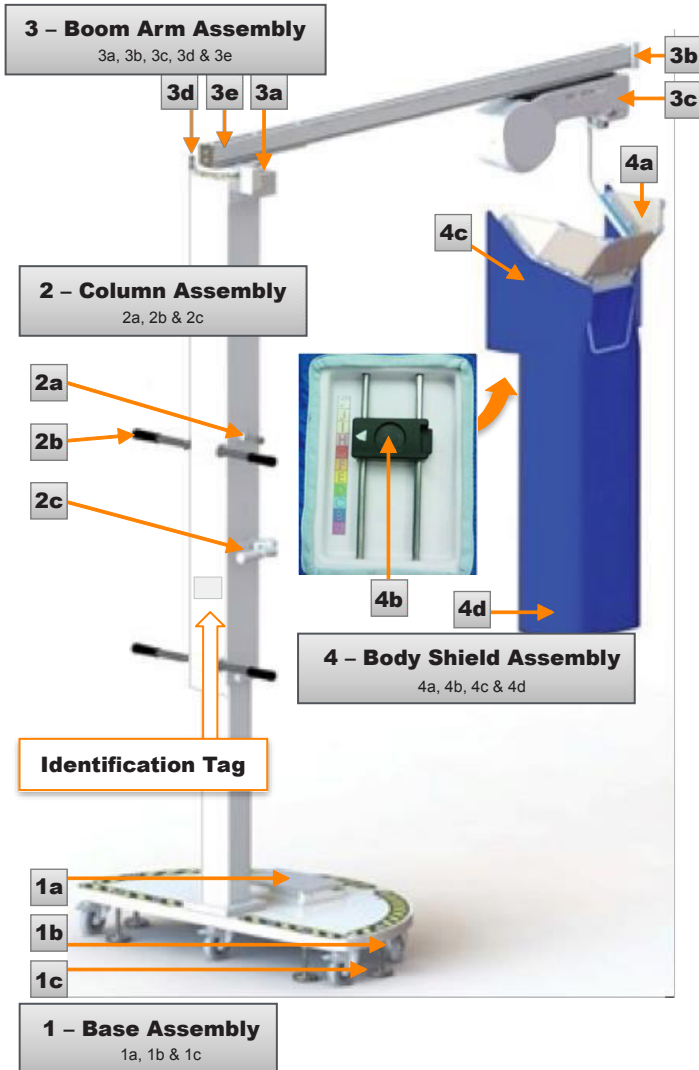 3 – Boom Arm Assembly
3a, 3b, 3c, 3d & 3e
3d
3e
3a
3b
3c
4a
4c
2 – Column Assembly
2a, 2b & 2c
2a
2b
2c
4b
4d
4 – Body Shield Assembly
4a, 4b, 4c & 4d
Identification Tag
1a
1b
1c
1 – Base Assembly
1a, 1b & 1c